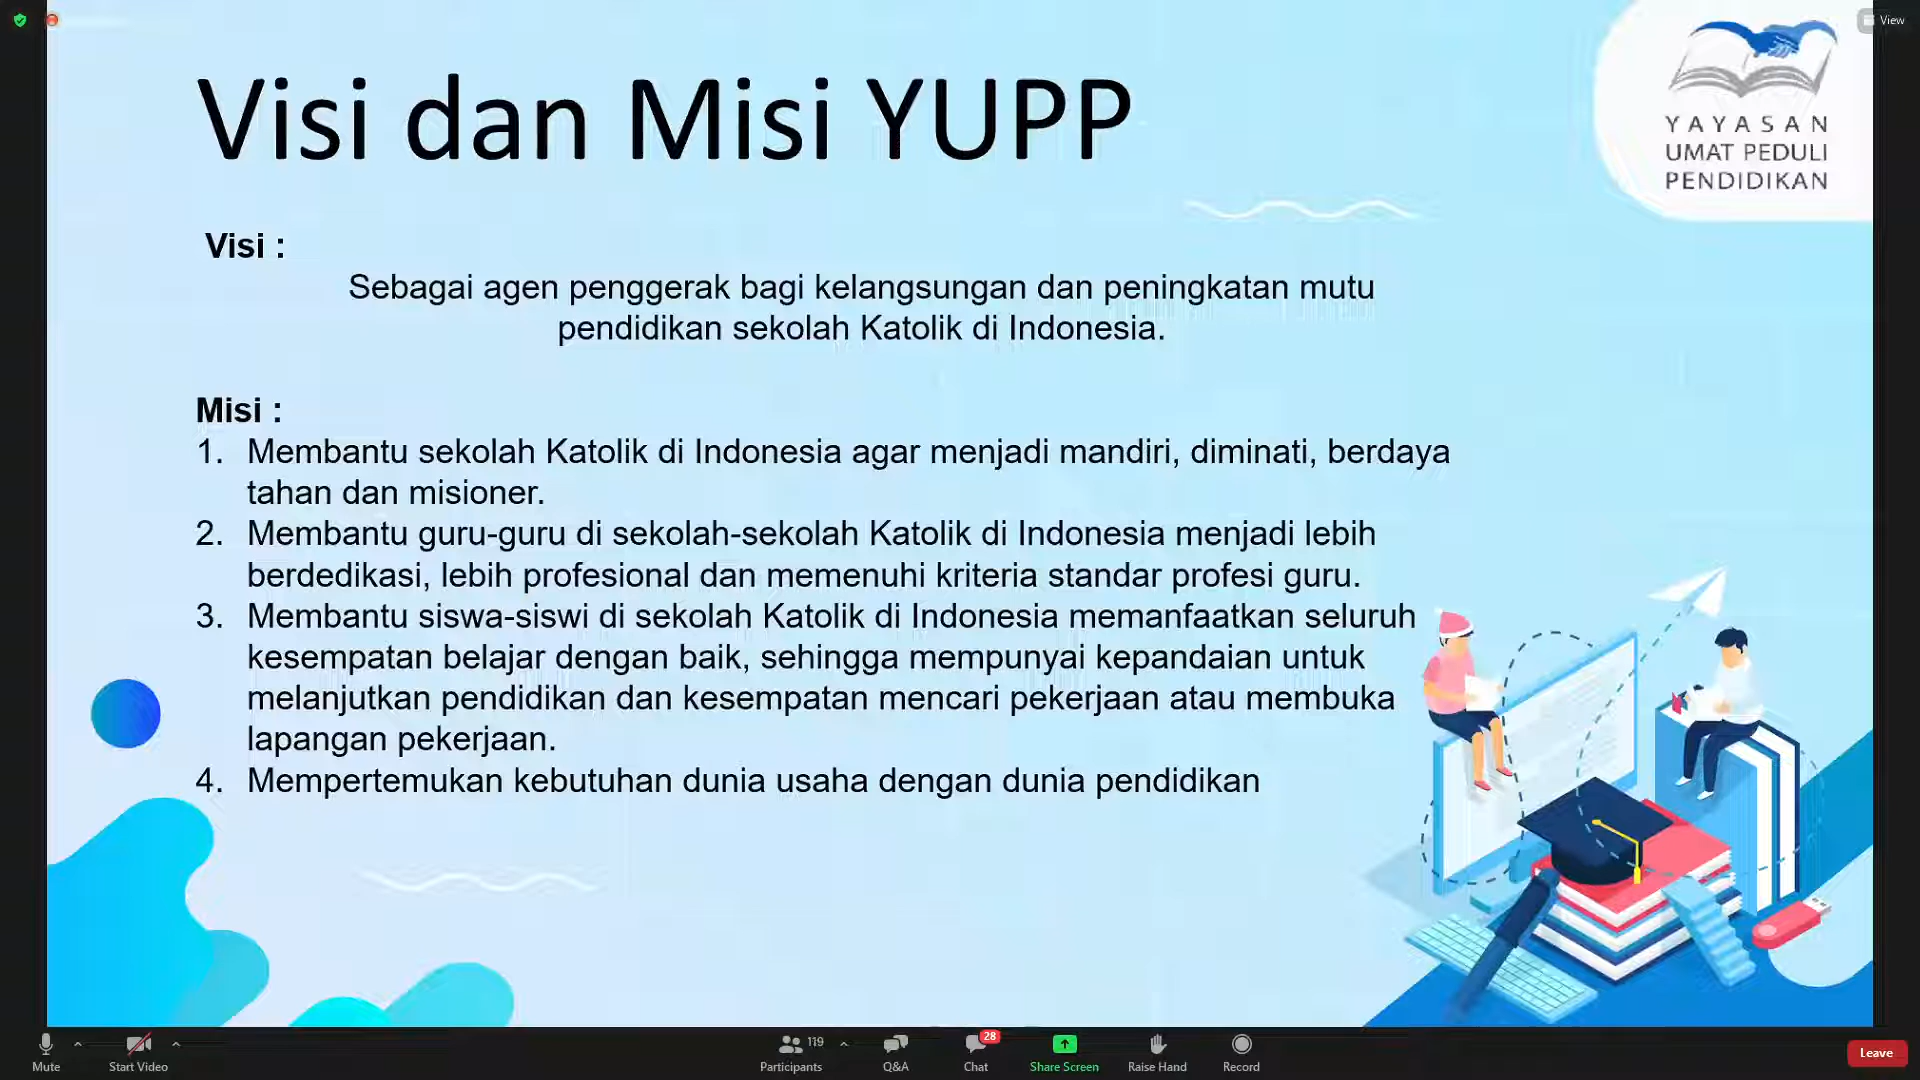 View
Visi dan Misi YUPP
YAYASAN
UMAT PEDULI
PENDIDIKAN
Visi :
Sebagai agen penggerak bagi kelangsungan dan peningkatan mutu
pendidikan sekolah Katolik di Indonesia.
Misi :
1. Membantu sekolah Katolik di Indonesia agar menjadi mandiri, diminati, berdaya
tahan dan misioner.
2. Membantu guru-guru di sekolah-sekolah Katolik di Indonesia menjadi lebih
berdedikasi, lebih profesional dan memenuhi kriteria standar profesi guru.
3. Membantu siswa-siswi di sekolah Katolik di Indonesia memanfaatkan seluruh
kesempatan belajar dengan baik, sehingga mempunyai kepandaian untuk
melanjutkan pendidikan dan kesempatan mencari pekerjaan atau membuka
lapangan pekerjaan.
4. Mempertemukan kebutuhan dunia usaha dengan dunia pendidikan
119
28
Mute
Start Video
Participants
Q&A
Chat
Share Screen
Raise Hand
Record
Leave